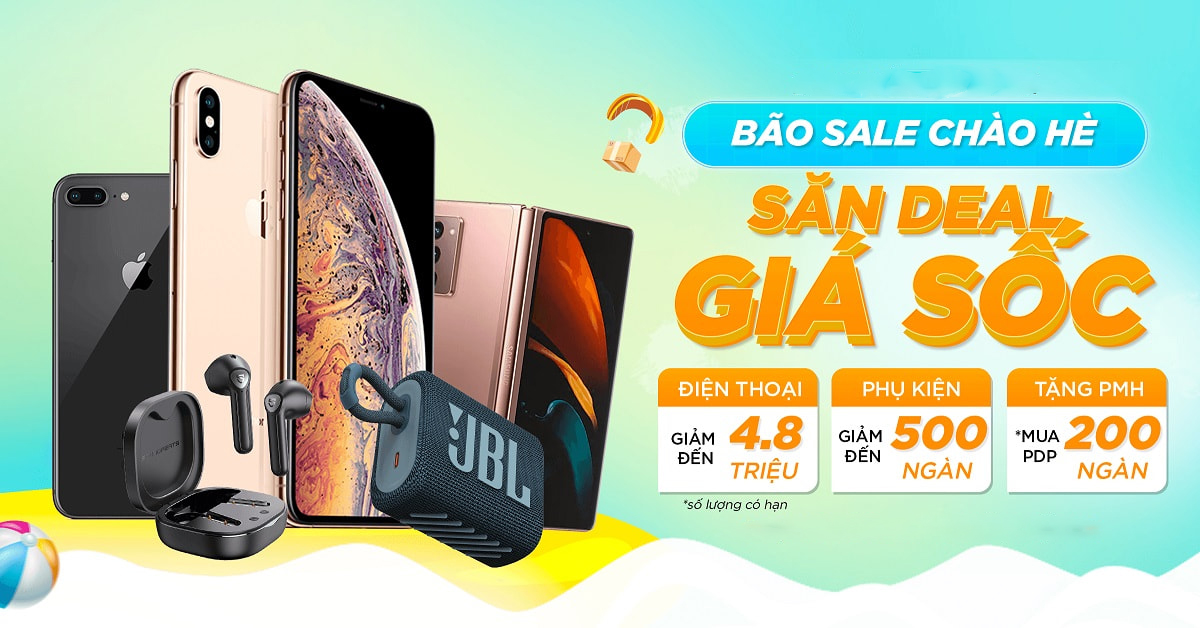 BÃO SALE CHÀO HÈ
SĂN DEAL
GIÁ SỐC
ĐIỆN THOẠI
GIẢM ĐẾN 4.8 TRIỆU
*số lượng có hạn
PHỤ KIỆN
GIẢM ĐẾN 500 NGÀN
TẶNG PMH
*MUA PDP 200 NGÀN
JBL
SAMSUNG